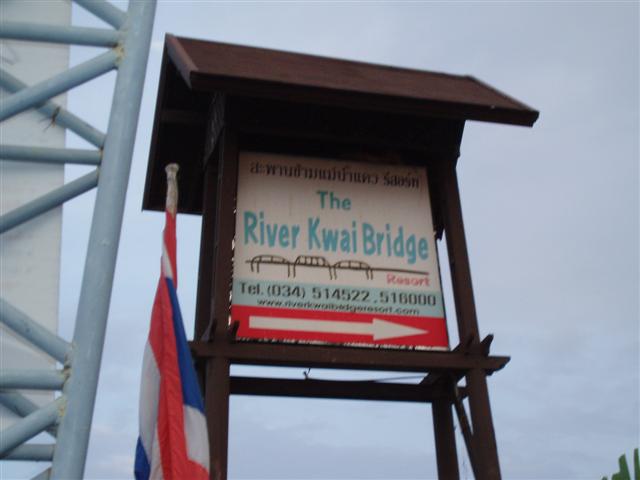 สะพานข้ามแม่น้ำแคว รีสอร์ท
The
River Kwai Bridge
Resort
Tel. (034) 514522 , 516000
www.riverkwaibridgeresort.com